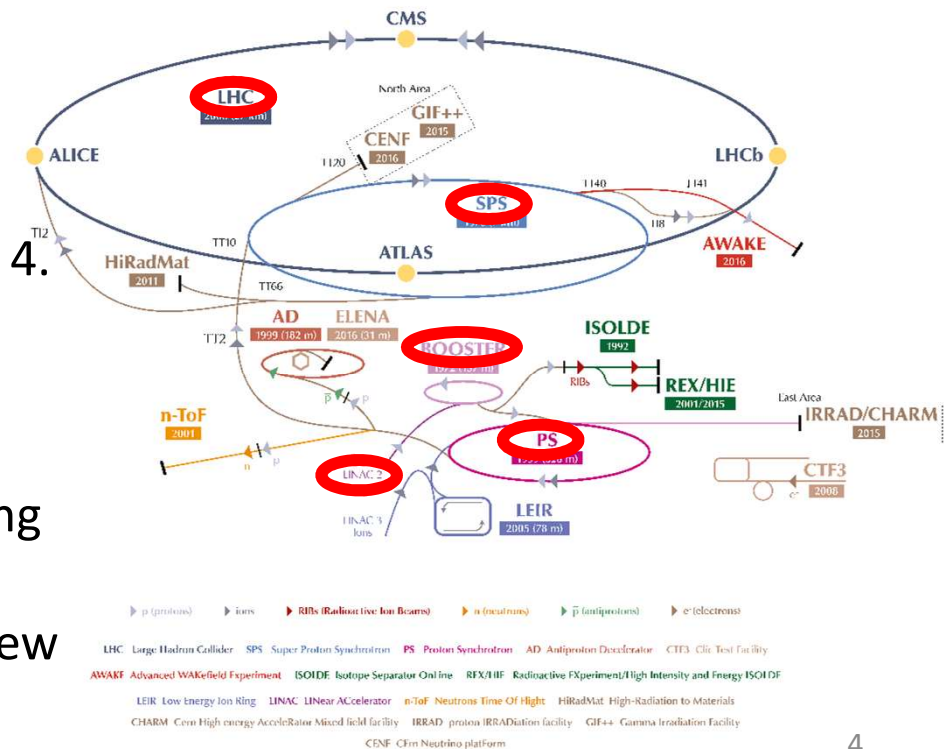 CMS
North Area
LHC
GIF++
2015
CENF
2016
ALICE
LHCb
TT20
TT40
TT41
SPS
TI2
TI8
TT10
ATLAS
AWAKE
2016
4.
HiRadMat
2011
TT66
AD
ELENA
1999 (182 m)
2016 (31 m)
TT2
ISOLDE
1992
BOOSTER
RIBs
REX/HIE
2001/2015
p
p
East Area
n-ToF
2001
IRRAD/CHARM
2015
PS
n
p
LINAC 2
CTF3
2008
e-
LEIR
2005 (78 m)
LINAC 3
Ions
ng
p (protons) ions RIBs (Radioactive Ion Beams) n (neutrons) p̅ (antiprotons) e- (electrons)
ew
LHC Large Hadron Collider SPS Super Proton Synchrotron PS Proton Synchrotron AD Antiproton Decelerator CTF3 Clic Test Facility
AWAKE Advanced WAKefield Experiment ISOLDE Isotope Separator OnLine REX/HIE Radioactive EXperiment/High Intensity and Energy ISOLDE
LEIR Low Energy Ion Ring LINAC LINear ACcelerator n-ToF Neutrons Time Of Flight HiRadMat High-Radiation to Materials
CHARM Cern High energy AcceleRator Mixed field facility IRRAD proton IRRADiation facility GIF++ Gamma Irradiation Facility
CENF CErn Neutrino platForm
4